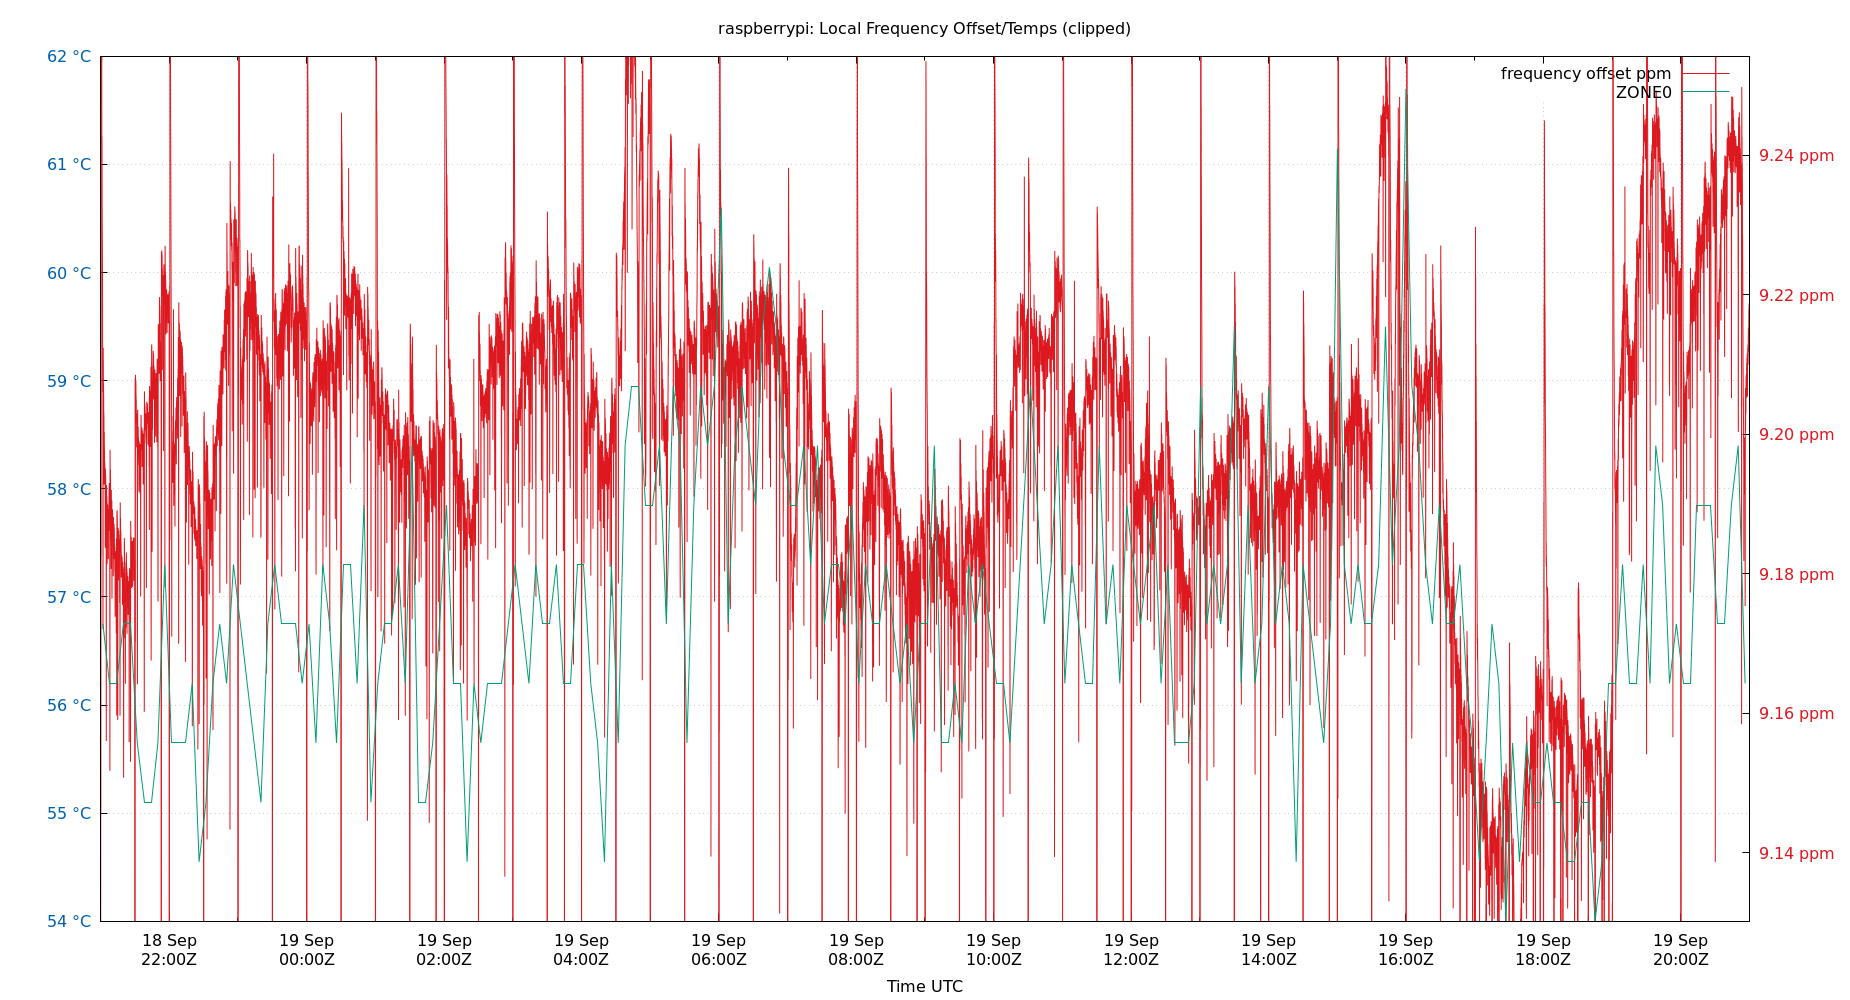 raspberrypi: Local Frequency Offset/Temps (clipped)
62 °C
61 °C
60 °C
59 °C
58 °C
57 °C
56 °C
55 °C
54 °C
frequency offset ppm
ZONE0
9.24 ppm
9.22 ppm
9.20 ppm
9.18 ppm
9.16 ppm
9.14 ppm
18 Sep 19 Sep 19 Sep 19 Sep 19 Sep 19 Sep 19 Sep 19 Sep 19 Sep 19 Sep 19 Sep 19 Sep
22:00Z 00:00Z 02:00Z 04:00Z 06:00Z 08:00Z 10:00Z 12:00Z 14:00Z 16:00Z 18:00Z 20:00Z
Time UTC